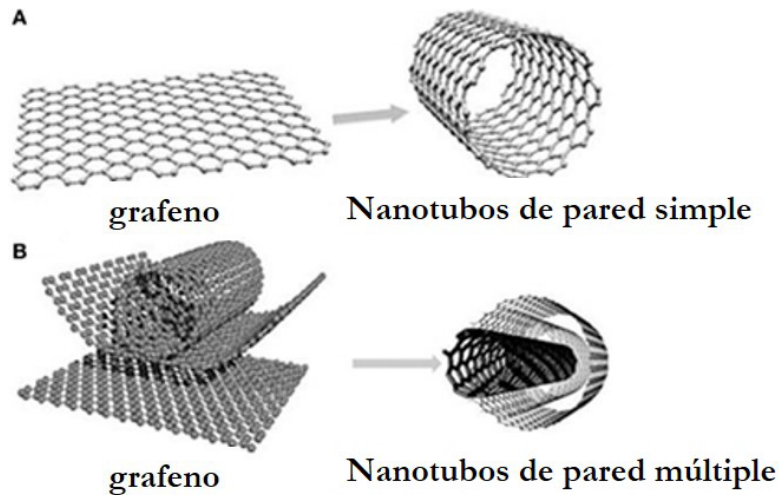 A
grafeno
Nanotubos de pared simple
B
grafeno
Nanotubos de pared múltiple